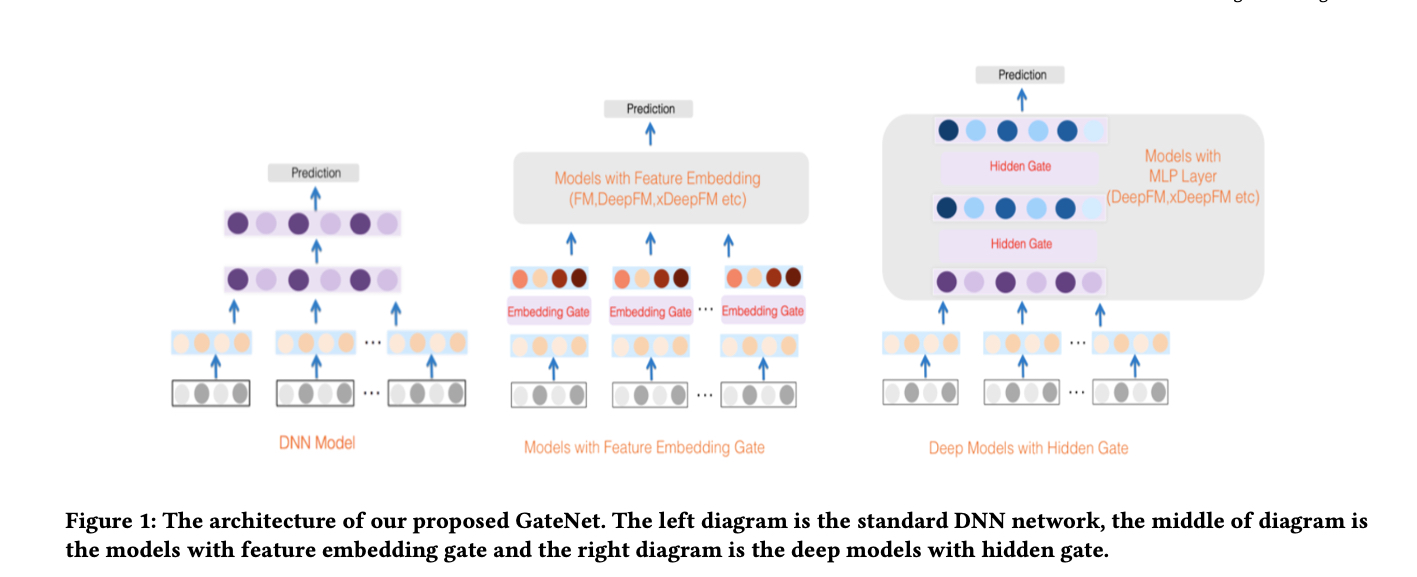 Prediction
DNN Model
Prediction
Models with Feature Embedding
(FM,DeepFM,xDeepFM etc)
Embedding Gate
Embedding Gate
...
Embedding Gate
Models with Feature Embedding Gate
Prediction
Hidden Gate
Hidden Gate
Models with
MLP Layer
(DeepFM,xDeepFM etc)
Deep Models with Hidden Gate
Figure 1: The architecture of our proposed GateNet. The left diagram is the standard DNN network, the middle of diagram is
the models with feature embedding gate and the right diagram is the deep models with hidden gate.